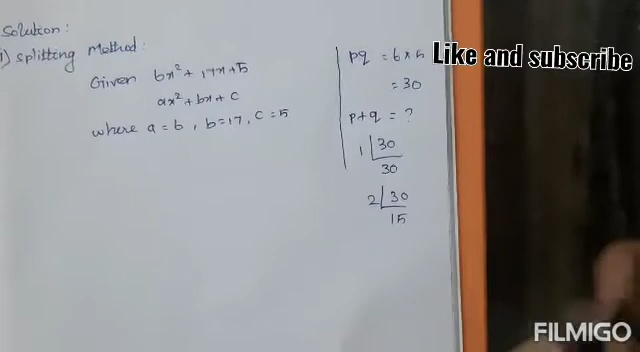 Solution:
1) Splitting Method:
Given 6x² + 17x + 5
ax² + bx + c
where a = 6, b = 17, c = 5
pq = 6 × 5
= 30
p+q = ?
1 | 30
30
2 | 30
15
Like and subscribe
FILMIGO